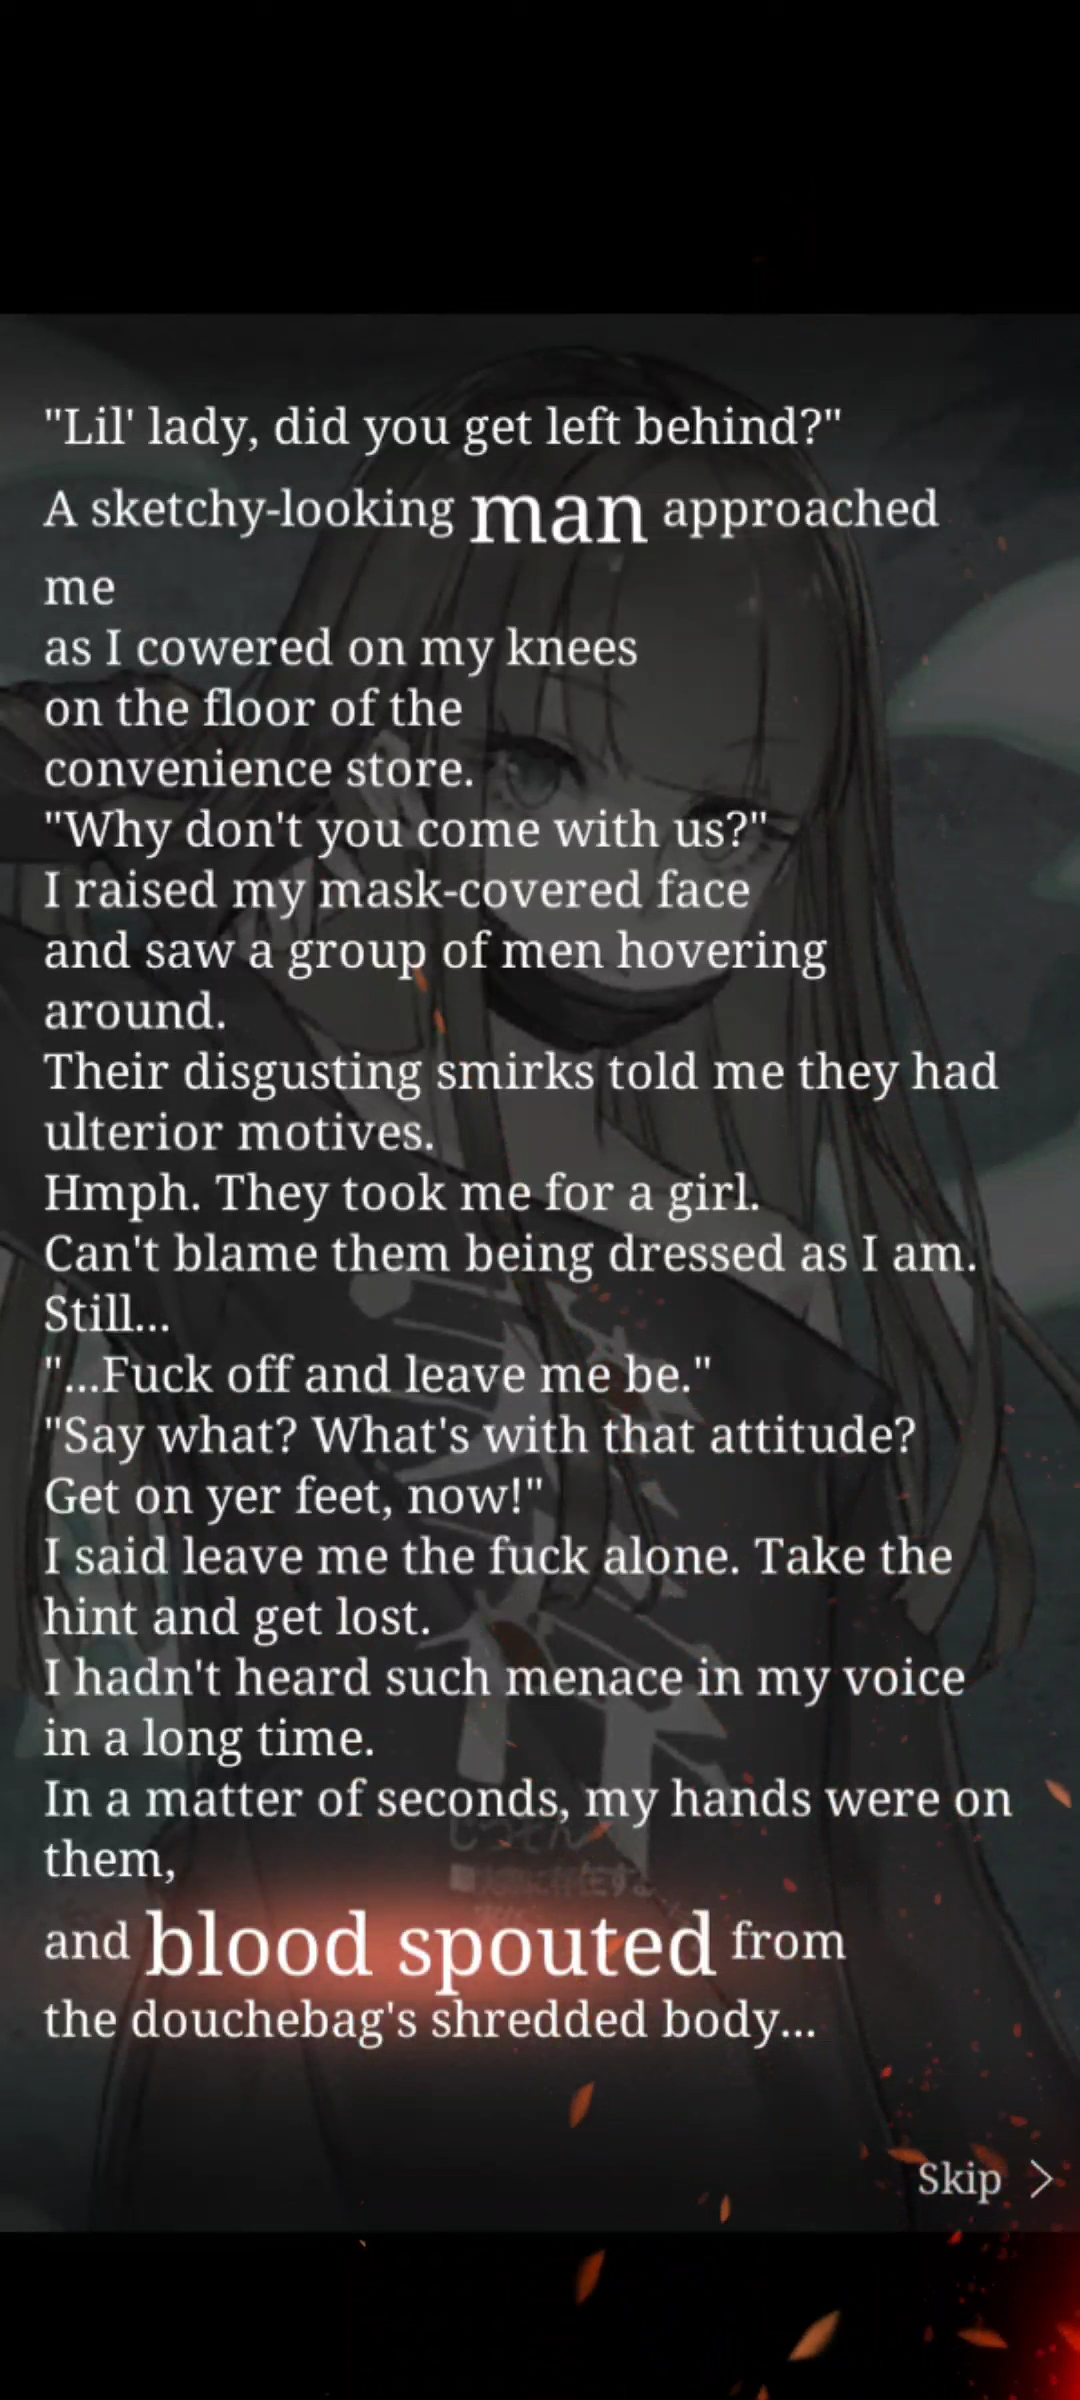 "Lil' lady, did you get left behind?"
A sketchy-looking man approached
me
as I cowered on my knees
on the floor of the
convenience store.
"Why don't you come with us?"
I raised my mask-covered face
and saw a group of men hovering
around.
Their disgusting smirks told me they had
ulterior motives.
Hmph. They took me for a girl.
Can't blame them being dressed as I am.
Still...
"...Fuck off and leave me be."
"Say what? What's with that attitude?
Get on yer feet, now!"
I said leave me the fuck alone. Take the
hint and get lost.
I hadn't heard such menace in my voice
in a long time.
In a matter of seconds, my hands were on
them,
and blood spouted from
the douchebag's shredded body...
Skip >